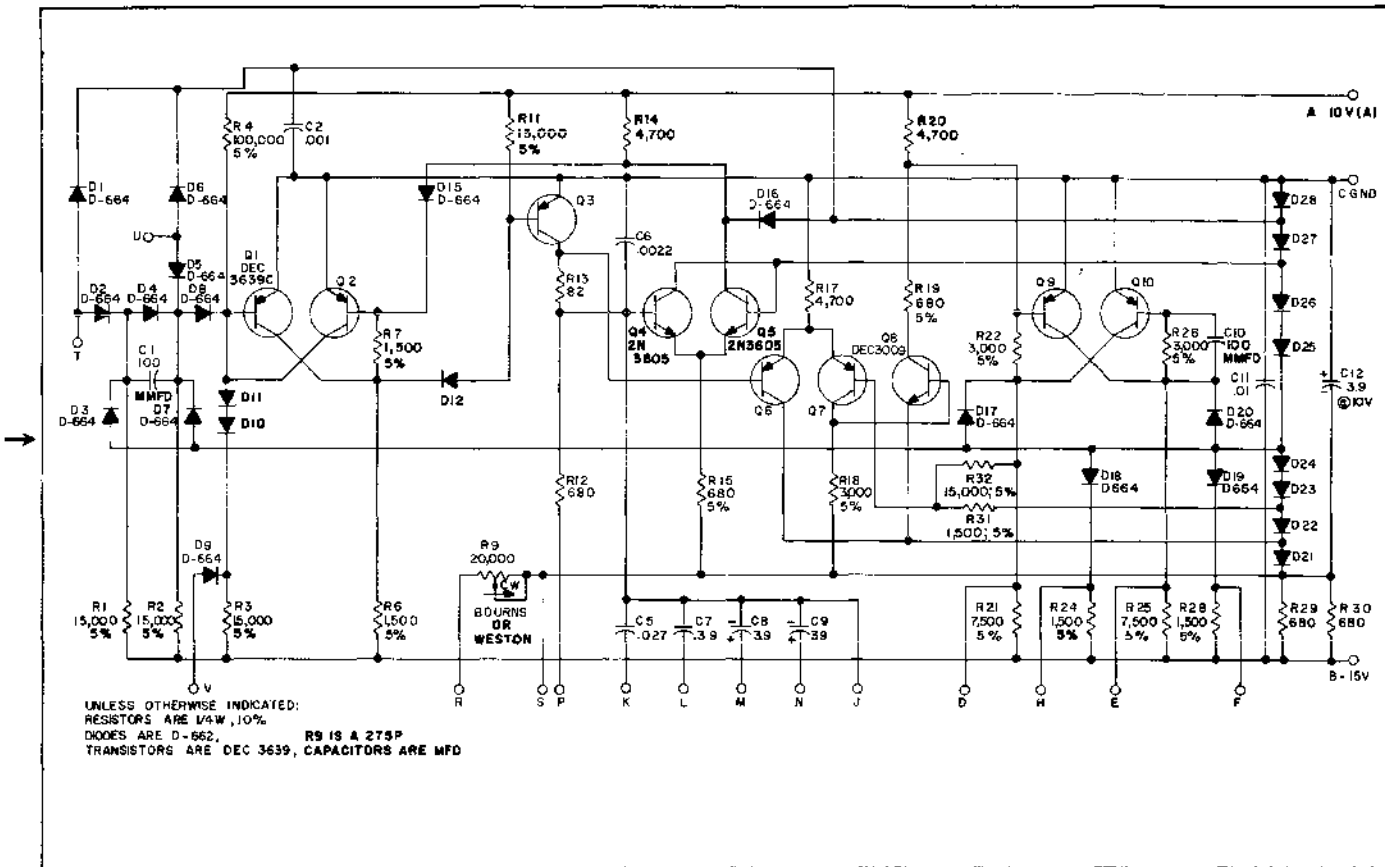 R4
100,000
5%
C2
.001
R11
15,000
5%
R14
4,700
R20
4,700
A 10V(A)
D1
D-664
D6
D-664
D15
D-664
Q3
D16
D-664
C GND
D28
U
D27
D5
D-664
Q1
DEC
3639C
Q2
C6
.0022
D2
D-664
D4
D-664
D8
D-664
R13
82
R17
4,700
R19
680
5%
Q9
Q10
D26
T
R7
1,500
5%
Q4
2N
3605
Q5
2N3605
Q8
DEC3009
R22
3,000
5%
R26
3,000
5%
C10
100
MMFD
D25
C1
100
MMFD
C11
.01
C12
3.9
@10V
+
D3
D-664
D7
D-664
D11
D10
D12
Q6
Q7
D17
D-664
D20
D-664
R12
680
R15
680
5%
R18
3,000
5%
R32
15,000; 5%
D18
D664
D19
D664
D24
D23
R31
1,500; 5%
D22
D9
D-664
R9
20,000
CW
BOURNS
OR
WESTON
D21
R1
15,000
5%
R2
15,000
5%
R3
15,000
5%
R6
1,500
5%
C5
.027
C7
.39
C8
3.9
+
C9
39
+
R21
7,500
5%
R24
1,500
5%
R25
7,500
5%
R28
1,500
5%
R29
680
R30
680
B-15V
V
R
S
P
K
L
M
N
J
D
H
E
F
UNLESS OTHERWISE INDICATED:
RESISTORS ARE 1/4W, 10%
DIODES ARE D-662,
R9 IS A 275P
TRANSISTORS ARE DEC 3639, CAPACITORS ARE MFD